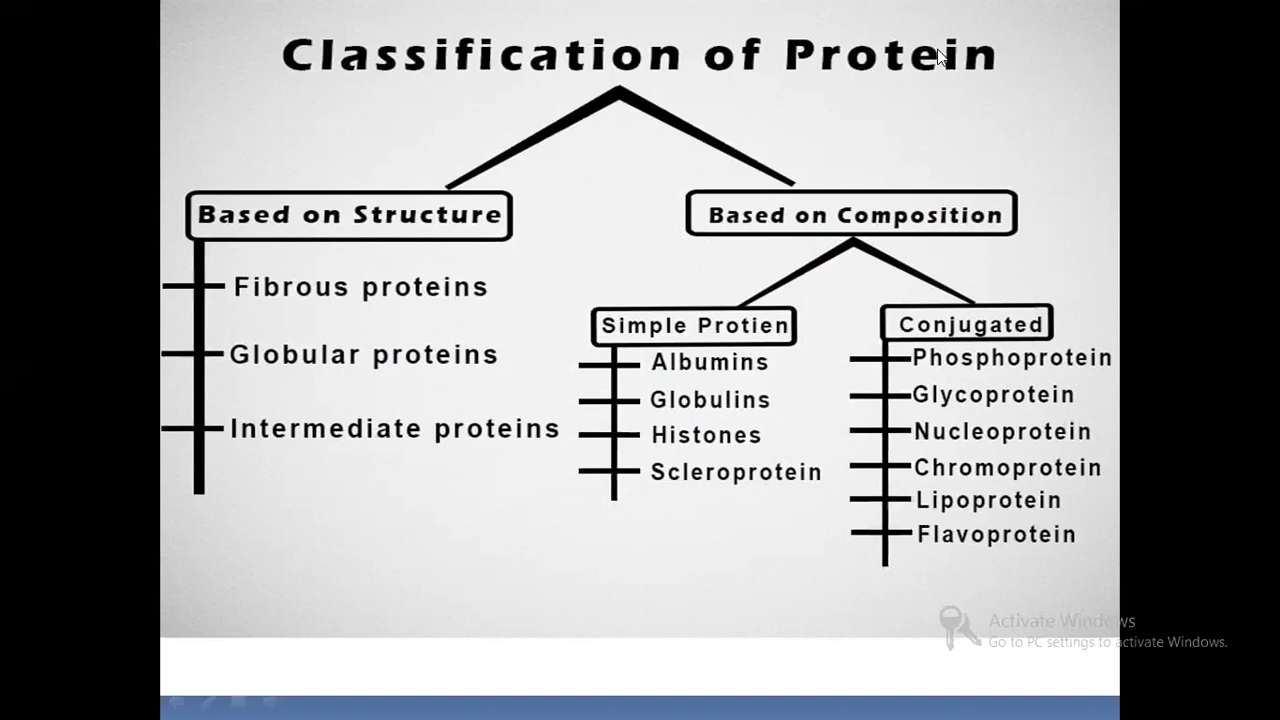 Classification of Protein
Based on Structure
Fibrous proteins
Globular proteins
Intermediate proteins
Based on Composition
Simple Protien
Albumins
Globulins
Histones
Scleroprotein
Conjugated
Phosphoprotein
Glycoprotein
Nucleoprotein
Chromoprotein
Lipoprotein
Flavoprotein
Activate Windows
Go to PC settings to activate Windows.